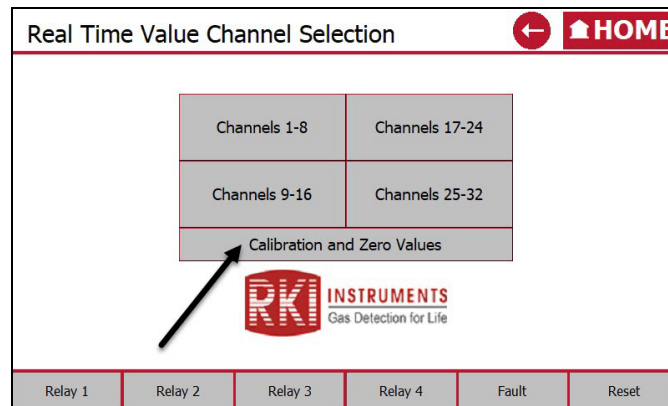 Real Time Value Channel Selection
HOME
Channels 1-8 Channels 17-24
Channels 9-16 Channels 25-32
Calibration and Zero Values
RKI INSTRUMENTS
Gas Detection for Life
Relay 1 Relay 2 Relay 3 Relay 4 Fault Reset